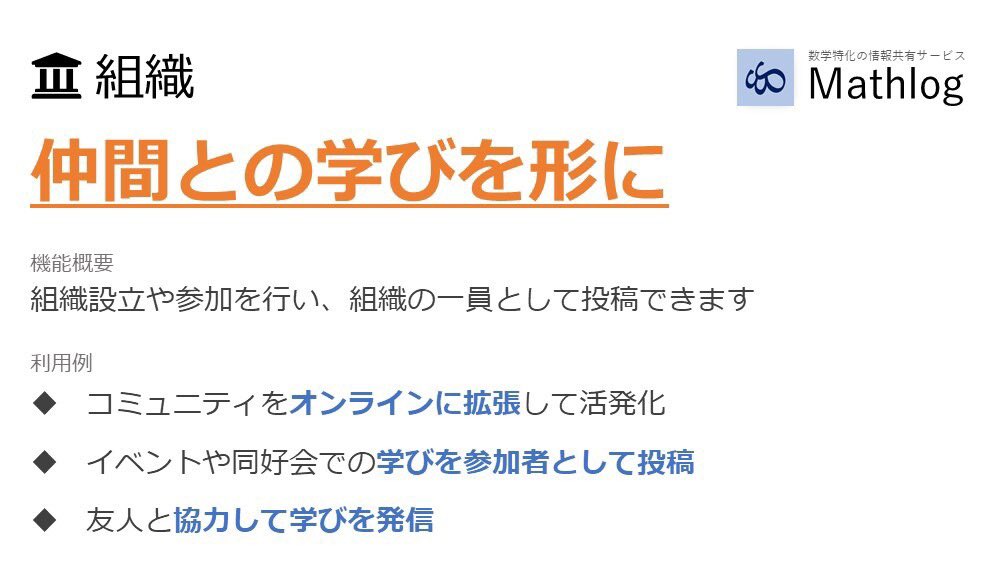 組織
数学特化の情報共有サービス
Mathlog
仲間との学びを形に
機能概要
組織設立や参加を行い、組織の一員として投稿できます
利用例
◆ コミュニティをオンラインに拡張して活発化
◆ イベントや同好会での学びを参加者として投稿
◆ 友人と協力して学びを発信